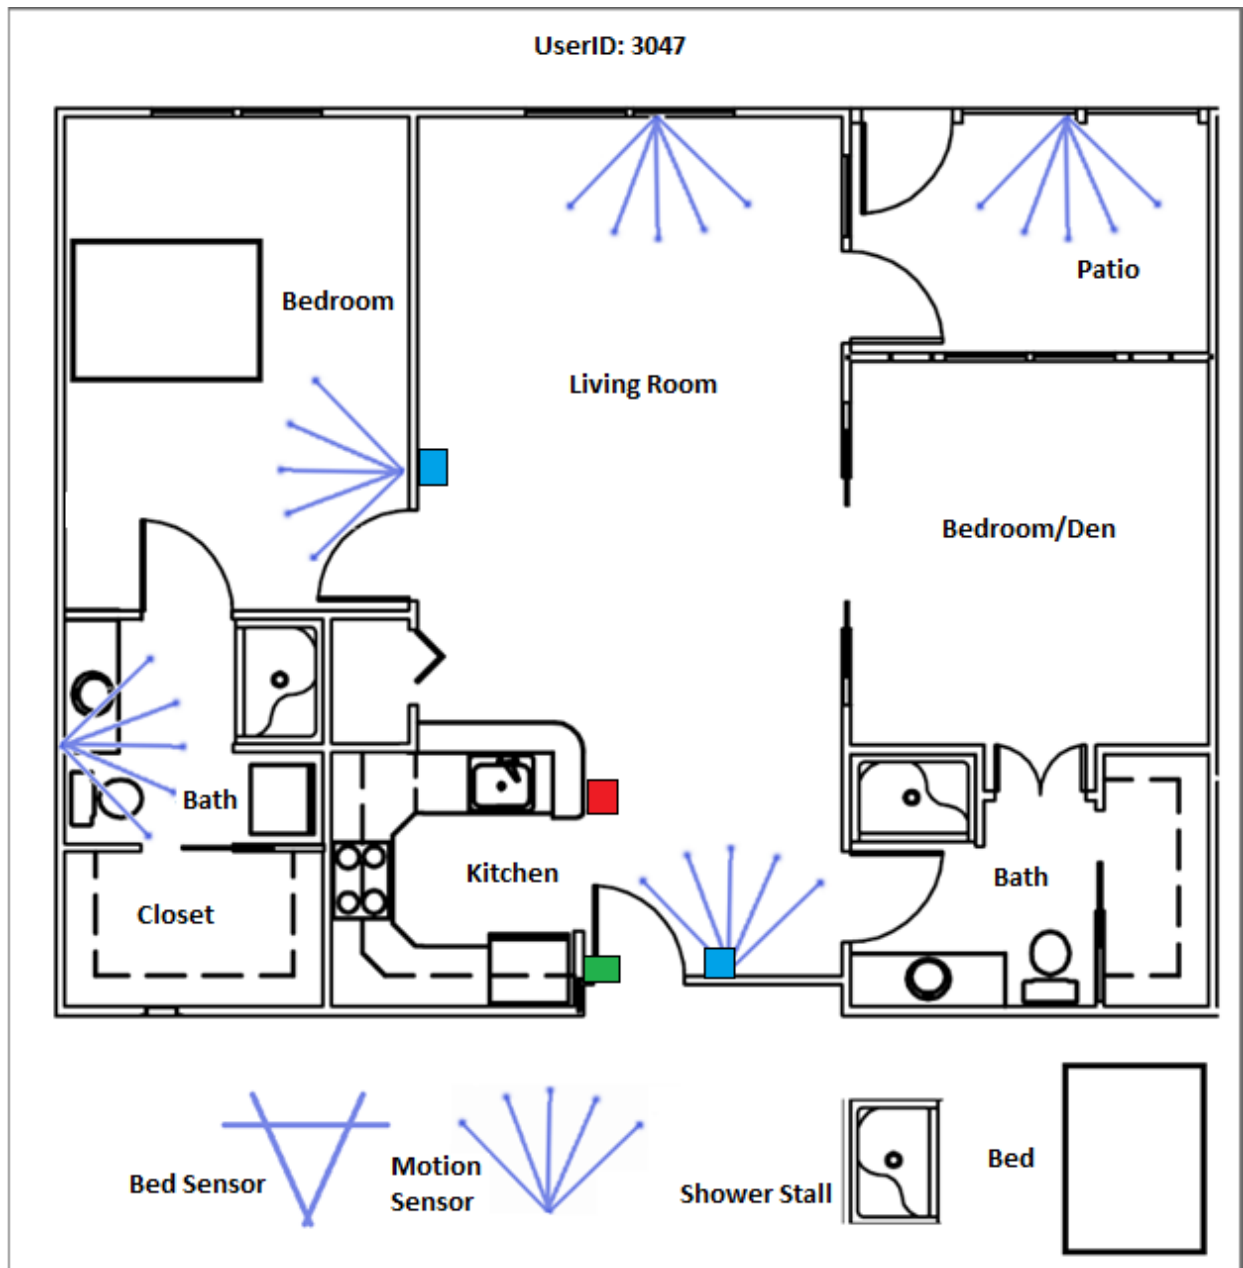 UserID: 3047
Patio
Bedroom
Living Room
Bedroom/Den
Bath
Kitchen
Bath
Closet
Bed Sensor
Motion
Sensor
Shower Stall
Bed